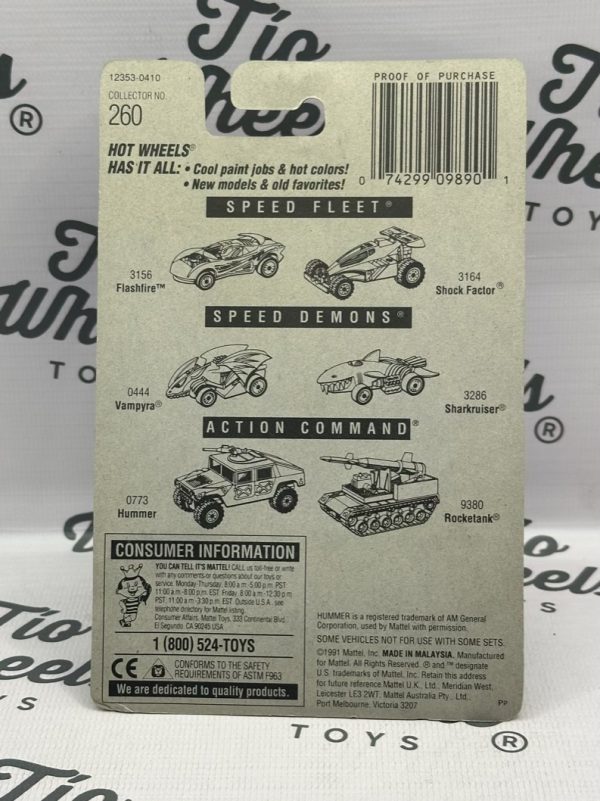 Tio
Wheels
TOYS
®
12353-0410
COLLECTOR NO.
260
PROOF OF PURCHASE
0 74299 09890 1
HOT WHEELS®
HAS IT ALL: • Cool paint jobs & hot colors!
• New models & old favorites!
SPEED FLEET®
3156
Flashfire™
3164
Shock Factor®
SPEED DEMONS®
0444
Vampyra®
3286
Sharkruiser®
ACTION COMMAND®
0773
Hummer
9380
Rocketank®
CONSUMER INFORMATION
YOU CAN TELL IT'S MATTEL! CALL us toll-free or write
with any comments or questions about our toys or
service. Monday-Thursday, 8:00 a.m.-5:00 p.m. PST
11:00 a.m.-8:00 p.m. EST. Friday, 8:00 a.m.-12:30 p.m.
PST; 11:00 a.m.-3:30 p.m. EST. Outside U.S.A., see
telephone directory for Mattel listing.
Consumer Affairs, Mattel Toys, 333 Continental Blvd.
El Segundo, CA 90245 USA
1 (800) 524-TOYS
CE CONFORMS TO THE SAFETY
REQUIREMENTS OF ASTM F963
We are dedicated to quality products.
HUMMER is a registered trademark of AM General
Corporation, used by Mattel with permission.
SOME VEHICLES NOT FOR USE WITH SOME SETS.
©1991 Mattel, Inc. MADE IN MALAYSIA. Manufactured
for Mattel. All Rights Reserved. ® and ™ designate
U.S. trademarks of Mattel, Inc. Retain this address
for future reference Mattel U.K. Ltd., Meridian West,
Leicester LE3 2WT. Mattel Australia Pty., Ltd.,
Port Melbourne, Victoria 3207
PP
TOYS ®